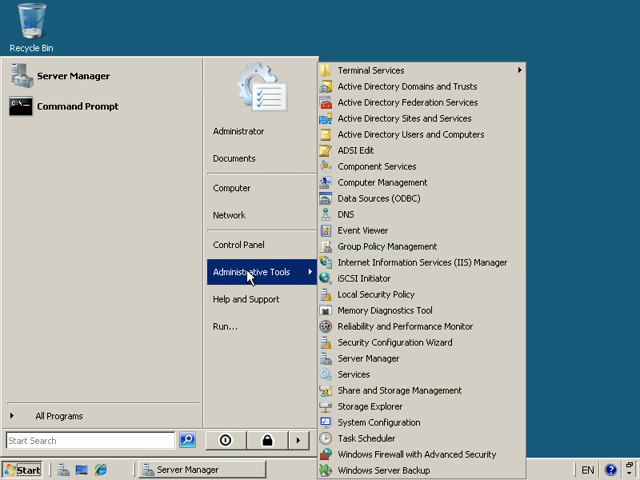 Recycle Bin
Server Manager
Command Prompt
All Programs
Start Search
Administrator
Documents
Computer
Network
Control Panel
Administrative Tools
Help and Support
Run...
Terminal Services
Active Directory Domains and Trusts
Active Directory Federation Services
Active Directory Sites and Services
Active Directory Users and Computers
ADSI Edit
Component Services
Computer Management
Data Sources (ODBC)
DNS
Event Viewer
Group Policy Management
Internet Information Services (IIS) Manager
iSCSI Initiator
Local Security Policy
Memory Diagnostics Tool
Reliability and Performance Monitor
Security Configuration Wizard
Server Manager
Services
Share and Storage Management
Storage Explorer
System Configuration
Task Scheduler
Windows Firewall with Advanced Security
Windows Server Backup
Start
Server Manager
EN